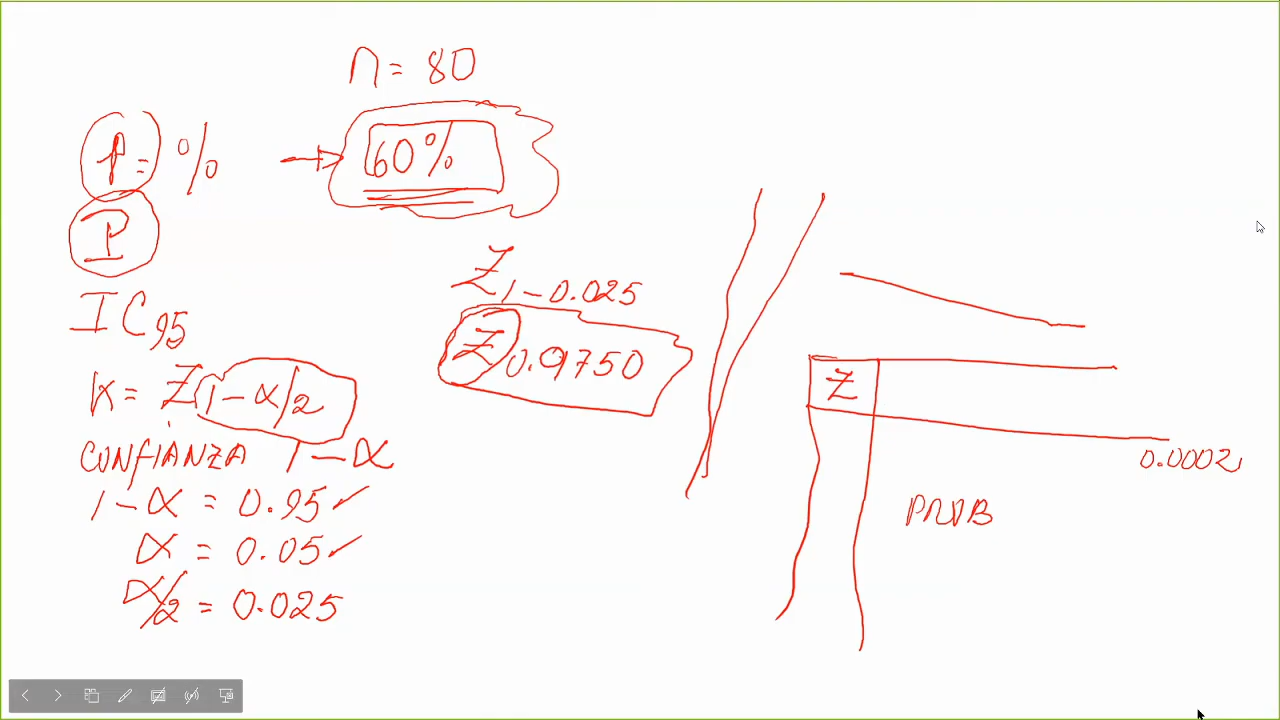 n = 80
p = % → 60%
P
IC95
K = Z1-α/2
CONFIANZA 1-α
1-α = 0.95 ✓
α = 0.05 ✓
α/2 = 0.025
Z1-0.025
Z0.9750
Z
0.0002
PROB